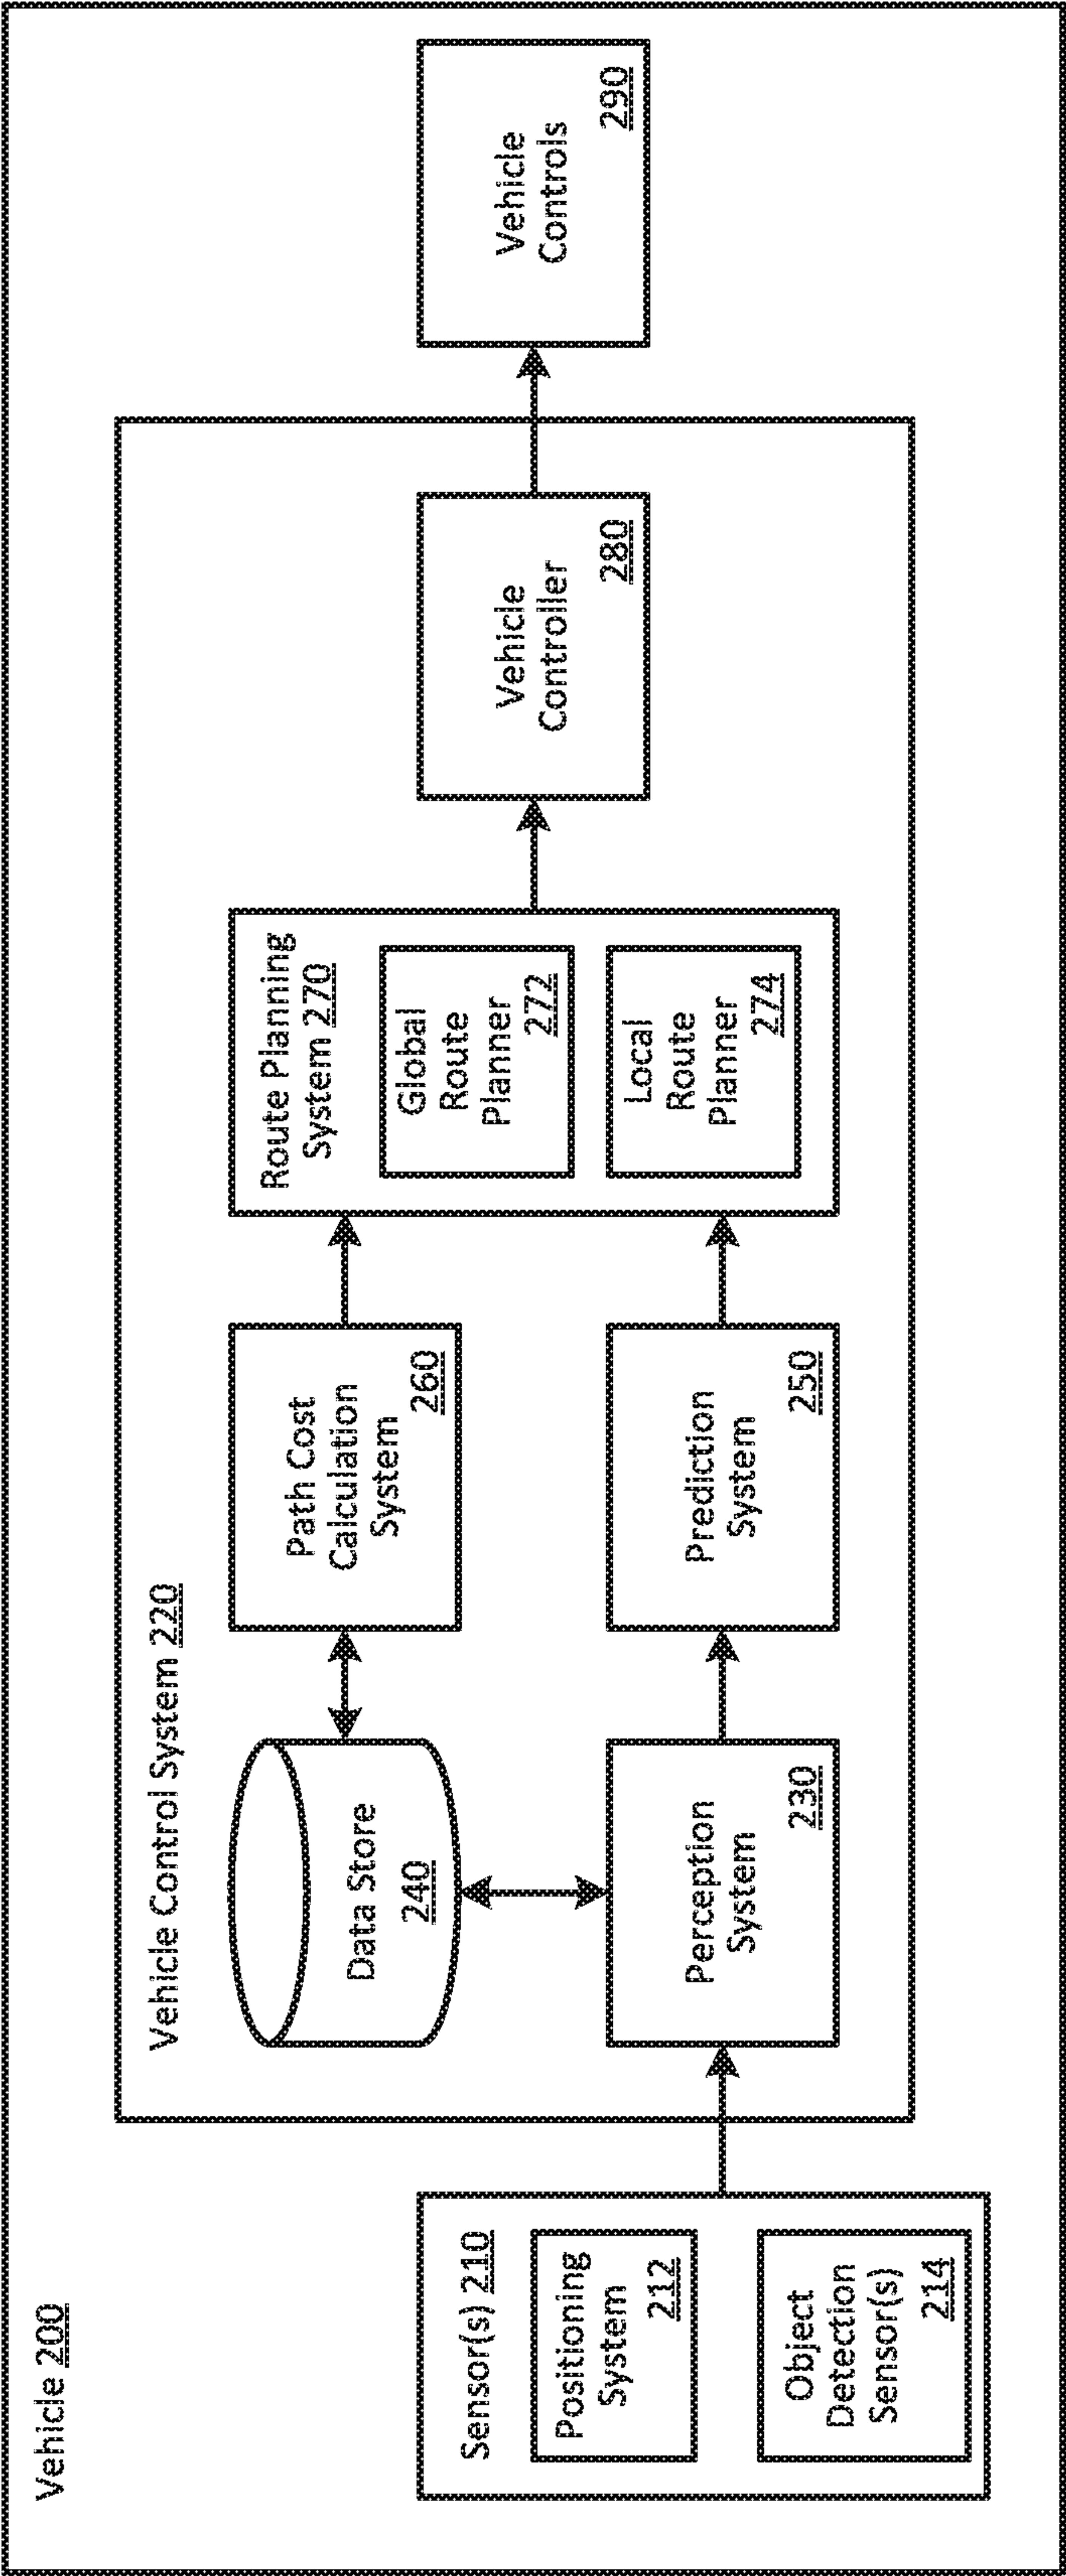 Vehicle 200
Sensor(s) 210
Positioning
System
212
Object
Detection
Sensor(s)
214
Vehicle Control System 220
Data Store
240
Perception
System
230
Path Cost
Calculation
System
260
Prediction
System
250
Route Planning
System 270
Global
Route
Planner
272
Local
Route
Planner
274
Vehicle
Controller
280
Vehicle
Controls
290